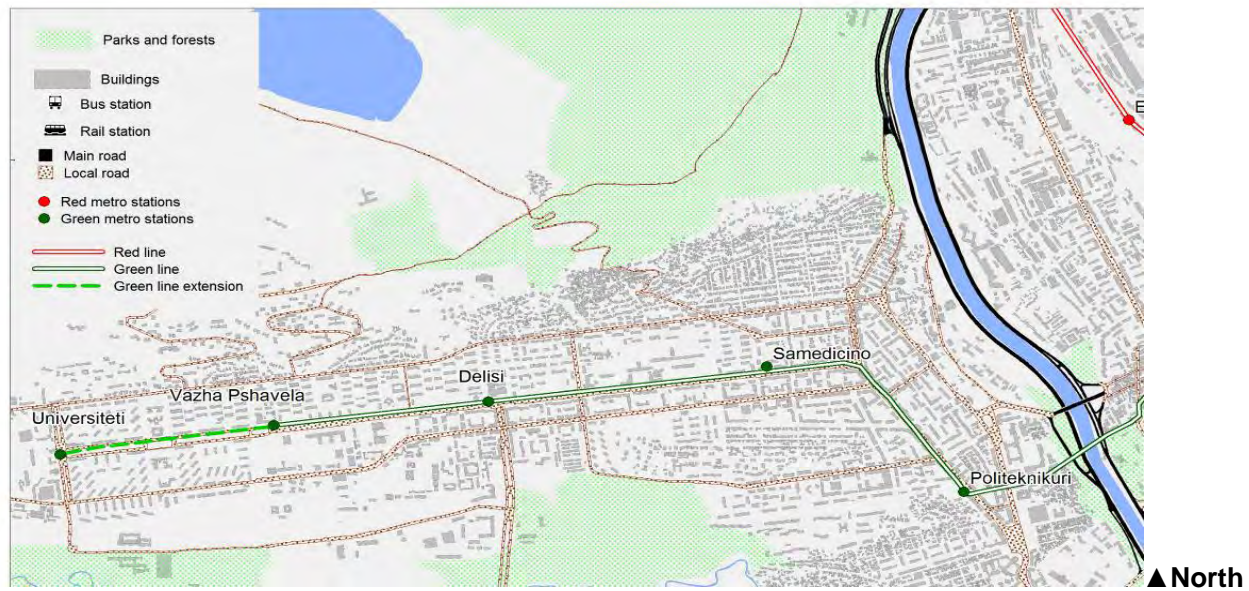 Parks and forests
Buildings
Bus station
Rail station
Main road
Local road
Red metro stations
Green metro stations
Red line
Green line
Green line extension
E
Samedicino
Delisi
Vazha Pshavela
Universiteti
Politeknikuri
▲North